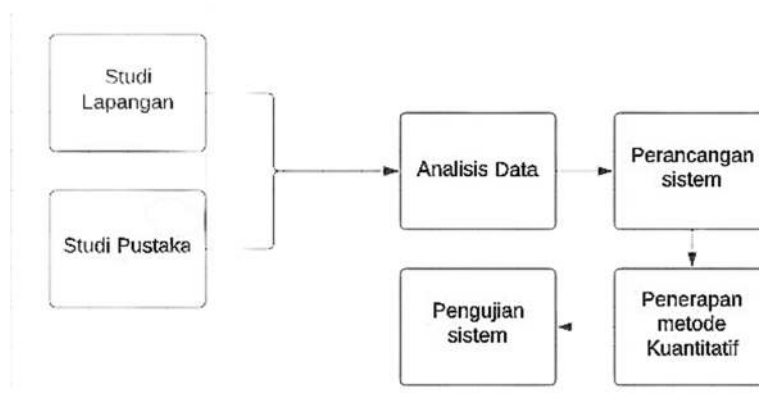 Studi
Lapangan
Studi Pustaka
Analisis Data
Perancangan
sistem
Penerapan
metode
Kuantitatif
Pengujian
sistem